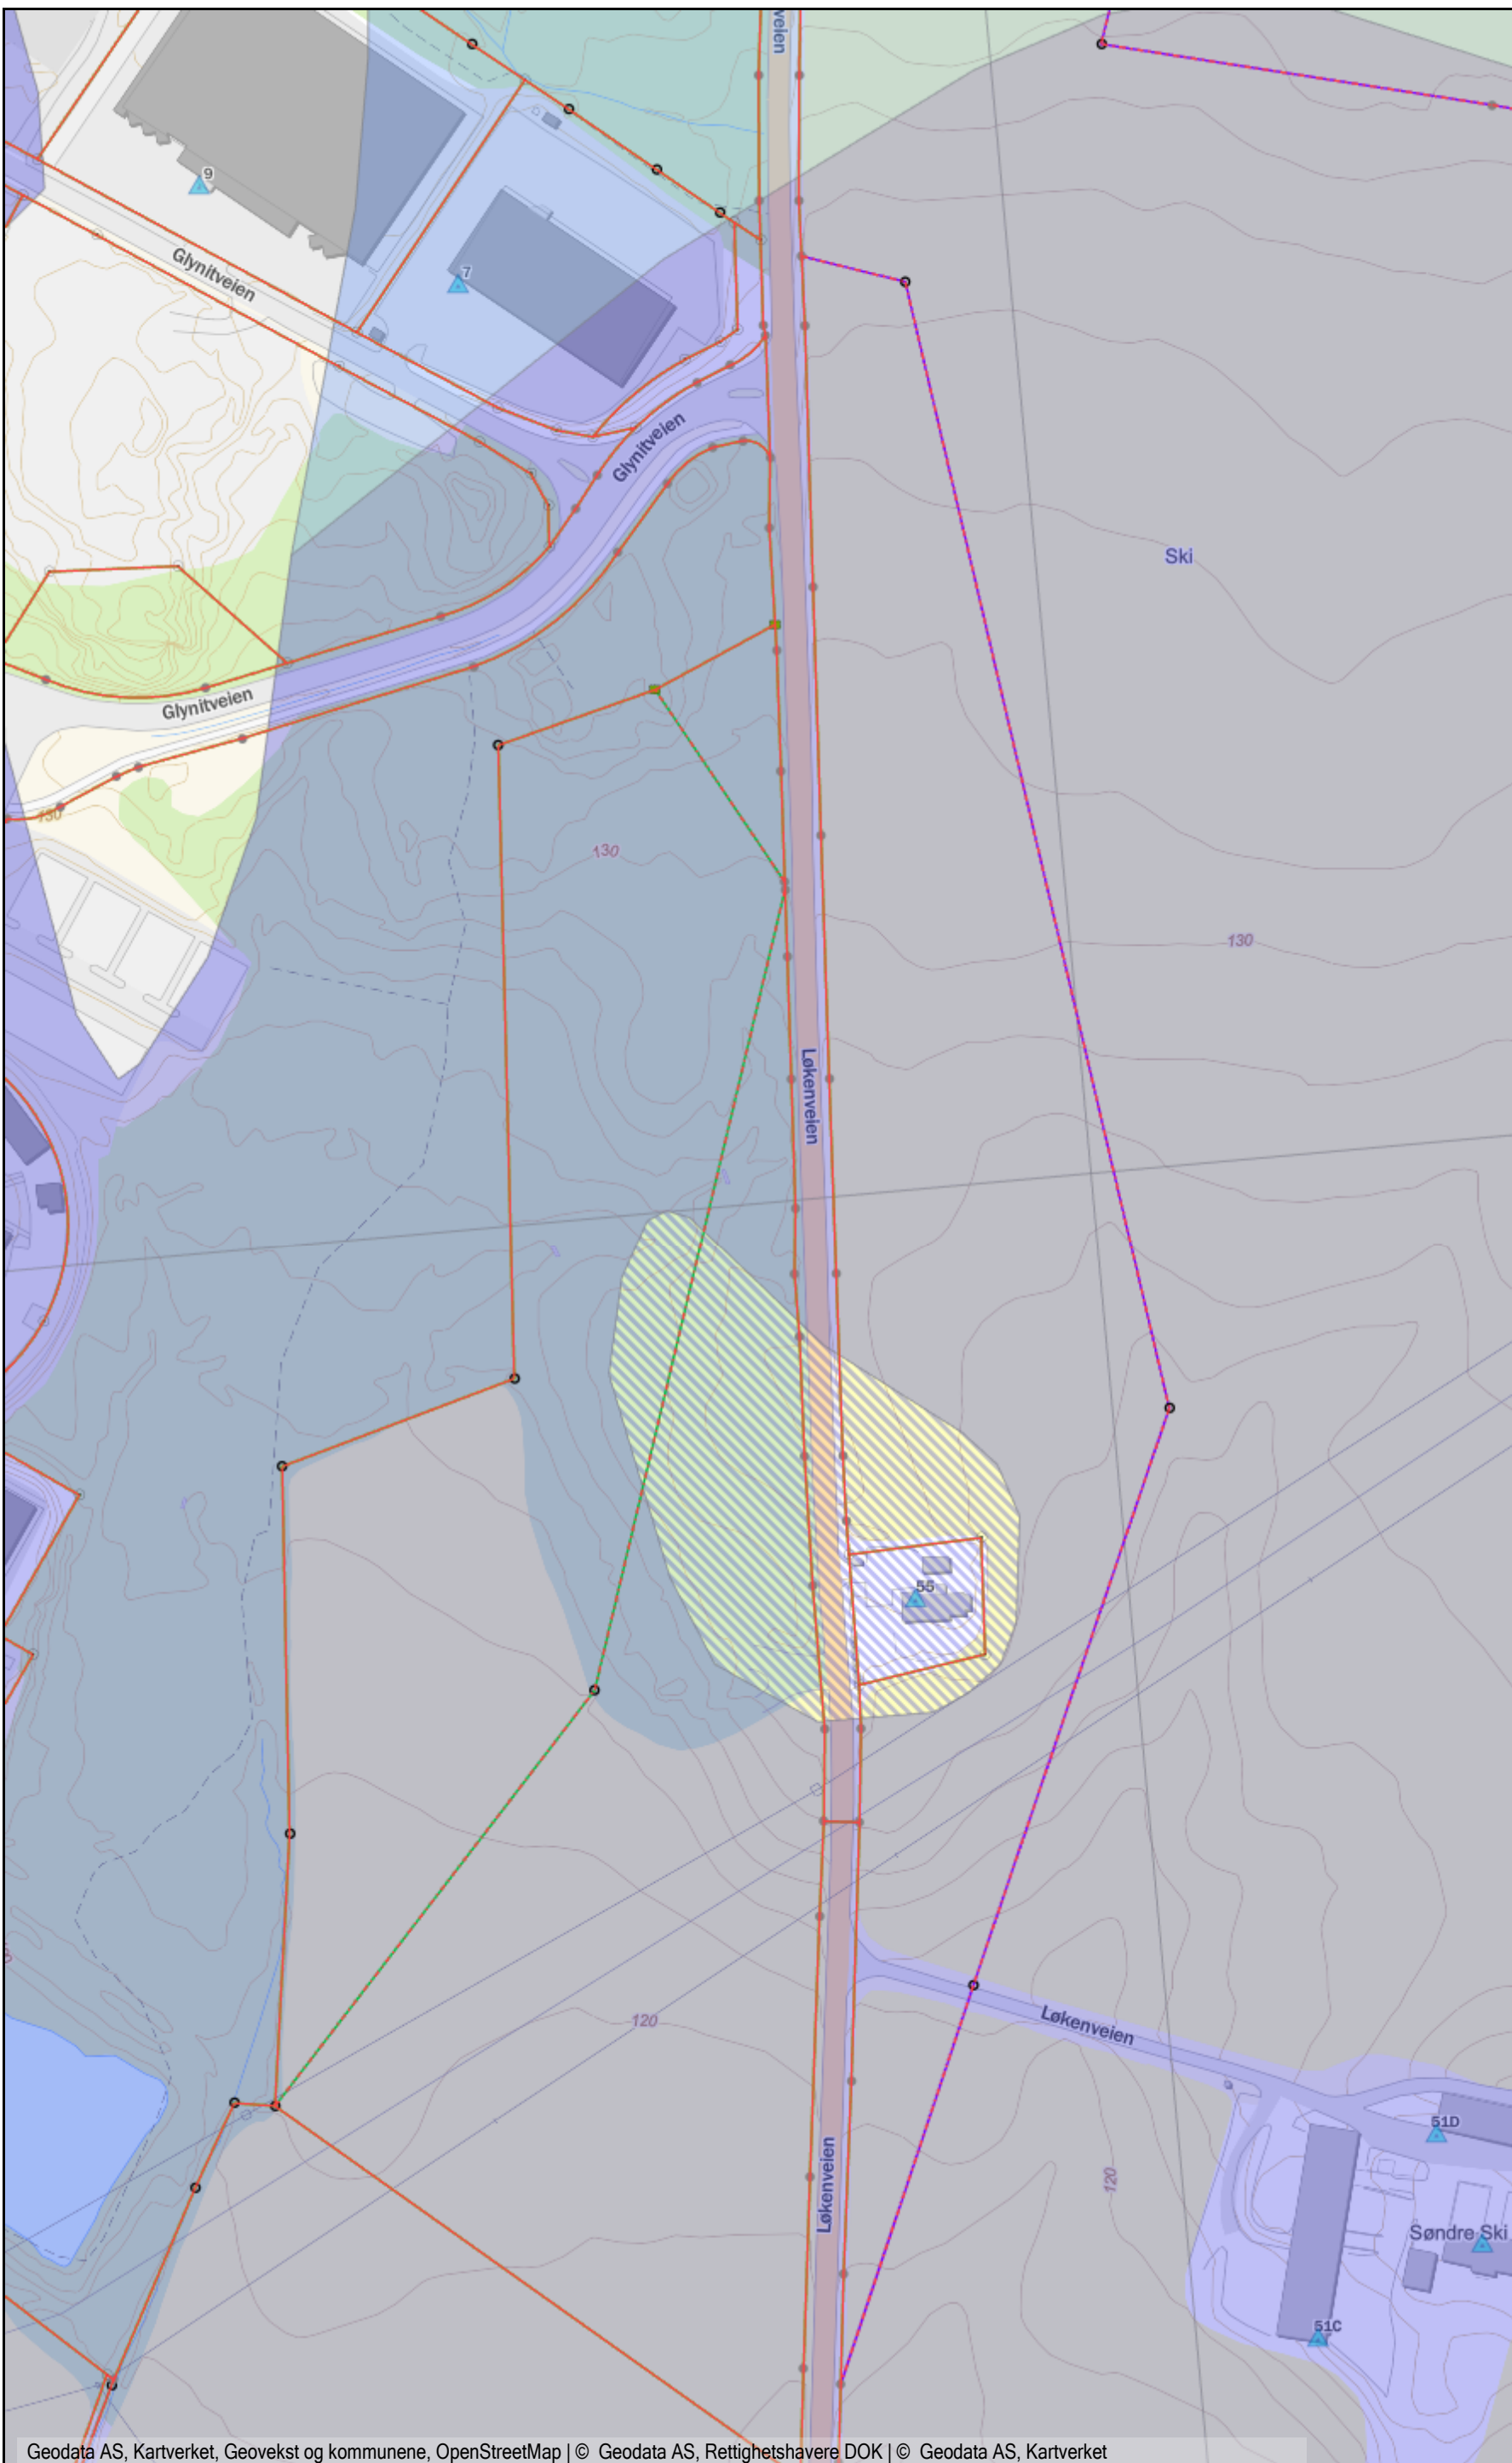 veien
9
Glynitveien
7
Glynitveien
Ski
Glynitveien
130
130
130
Løkenveien
55
120
Løkenveien
51D
120
Løkenveien
Søndre Ski
51C
Geodata AS, Kartverket, Geovekst og kommunene, OpenStreetMap | © Geodata AS, Rettighetshavere DOK | © Geodata AS, Kartverket